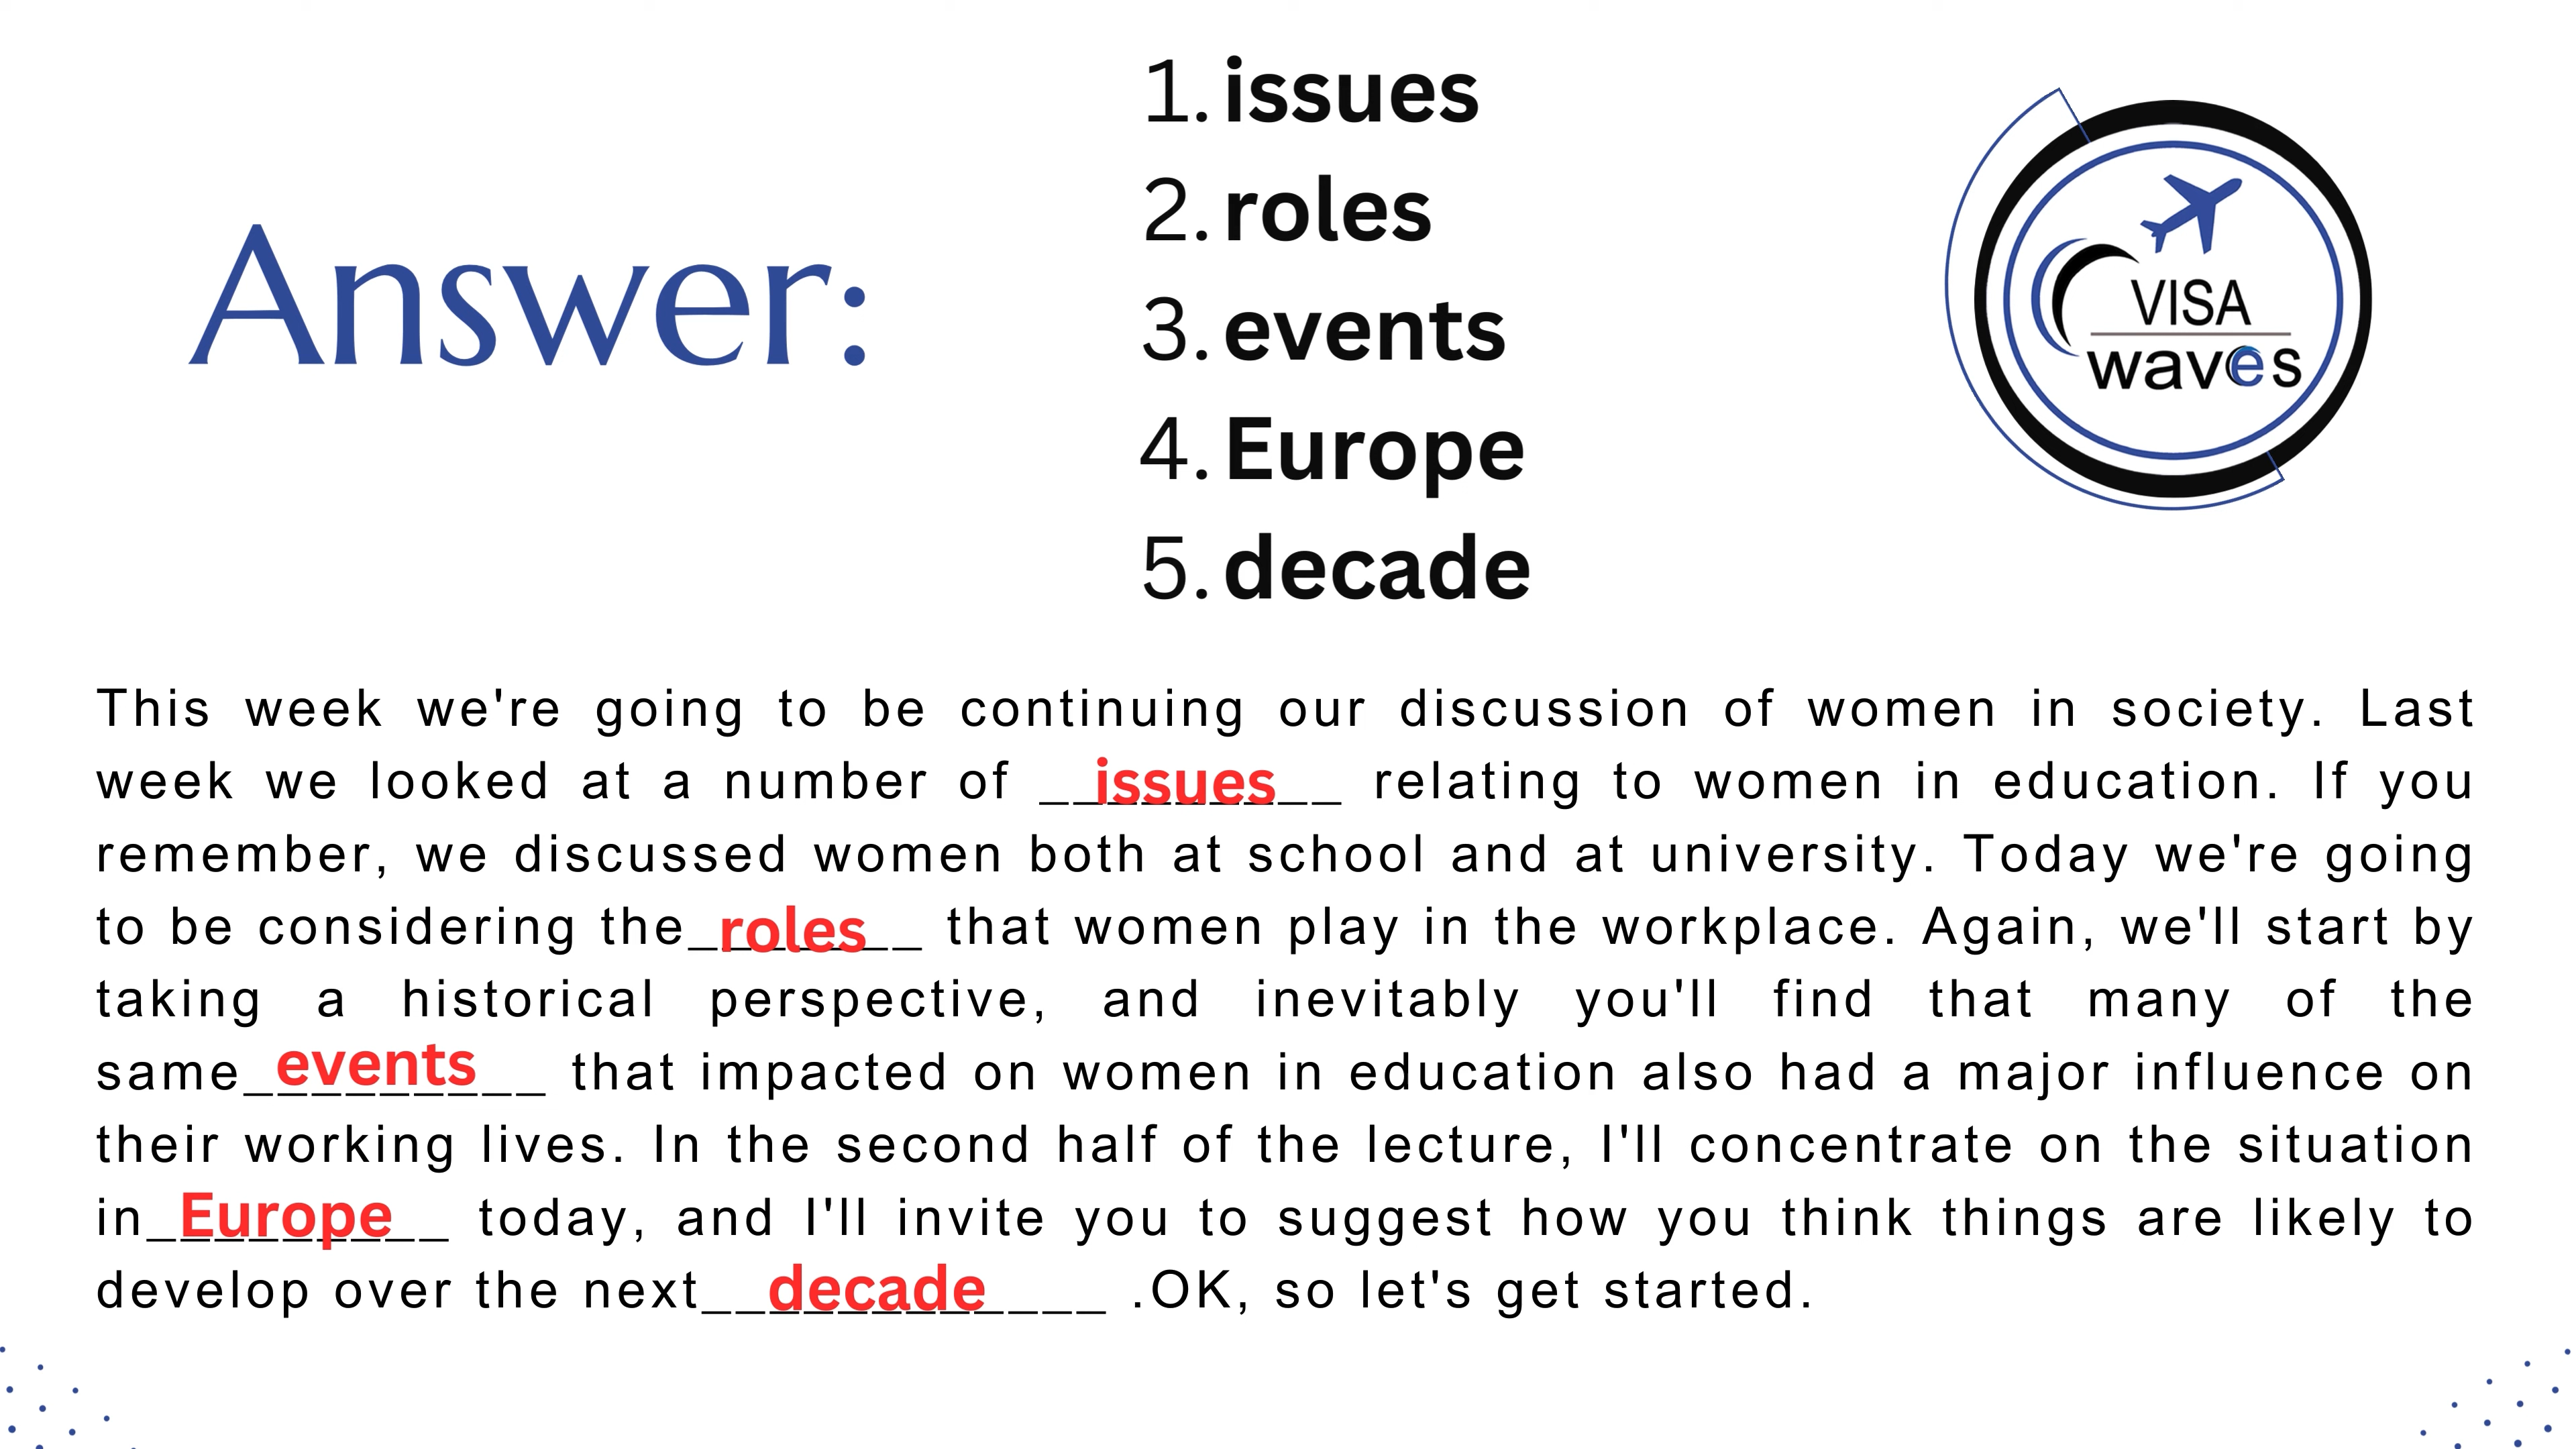 Answer:
1. issues
2. roles
3. events
4. Europe
5. decade
VISA
waves
This week we're going to be continuing our discussion of women in society. Last
week we looked at a number of _issues_ relating to women in education. If you
remember, we discussed women both at school and at university. Today we're going
to be considering the_roles_ that women play in the workplace. Again, we'll start by
taking a historical perspective, and inevitably you'll find that many of the
same_events_ that impacted on women in education also had a major influence on
their working lives. In the second half of the lecture, I'll concentrate on the situation
in_Europe_ today, and I'll invite you to suggest how you think things are likely to
develop over the next_decade_ .OK, so let's get started.